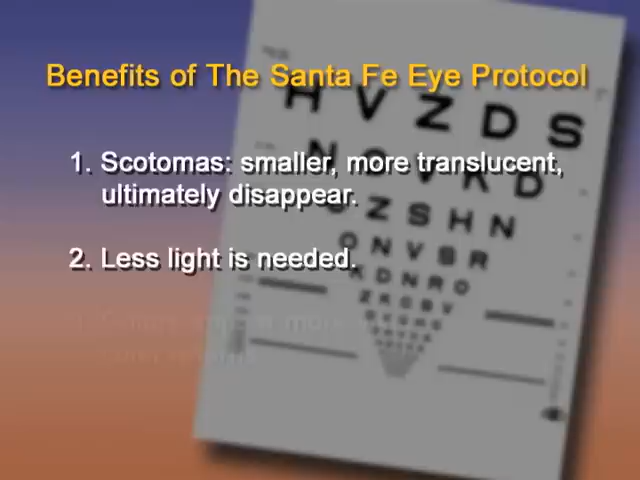 Benefits of The Santa Fe Eye Protocol
1. Scotomas: smaller, more translucent,
ultimately disappear.
2. Less light is needed.
H V Z D S
N C V K D
C Z S H N
O N V S R
K D N R O
Z K C S V